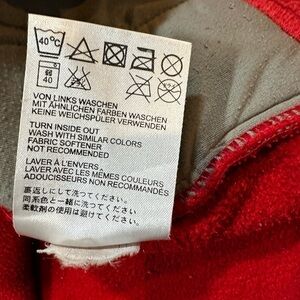 40°C
弱
40
VON LINKS WASCHEN
MIT ÄHNLICHEN FARBEN WASCHEN
KEINE WEICHSPÜLER VERWENDEN
TURN INSIDE OUT
WASH WITH SIMILAR COLORS
FABRIC SOFTENER
NOT RECOMMENDED
LAVER À L'ENVERS
LAVER AVEC LES MÊMES COULEURS
ADOUCISSEURS NON RECOMMANDÉS
裏返しにして洗ってください。
同系色と一緒に洗ってください
柔軟剤の使用は避けてください。